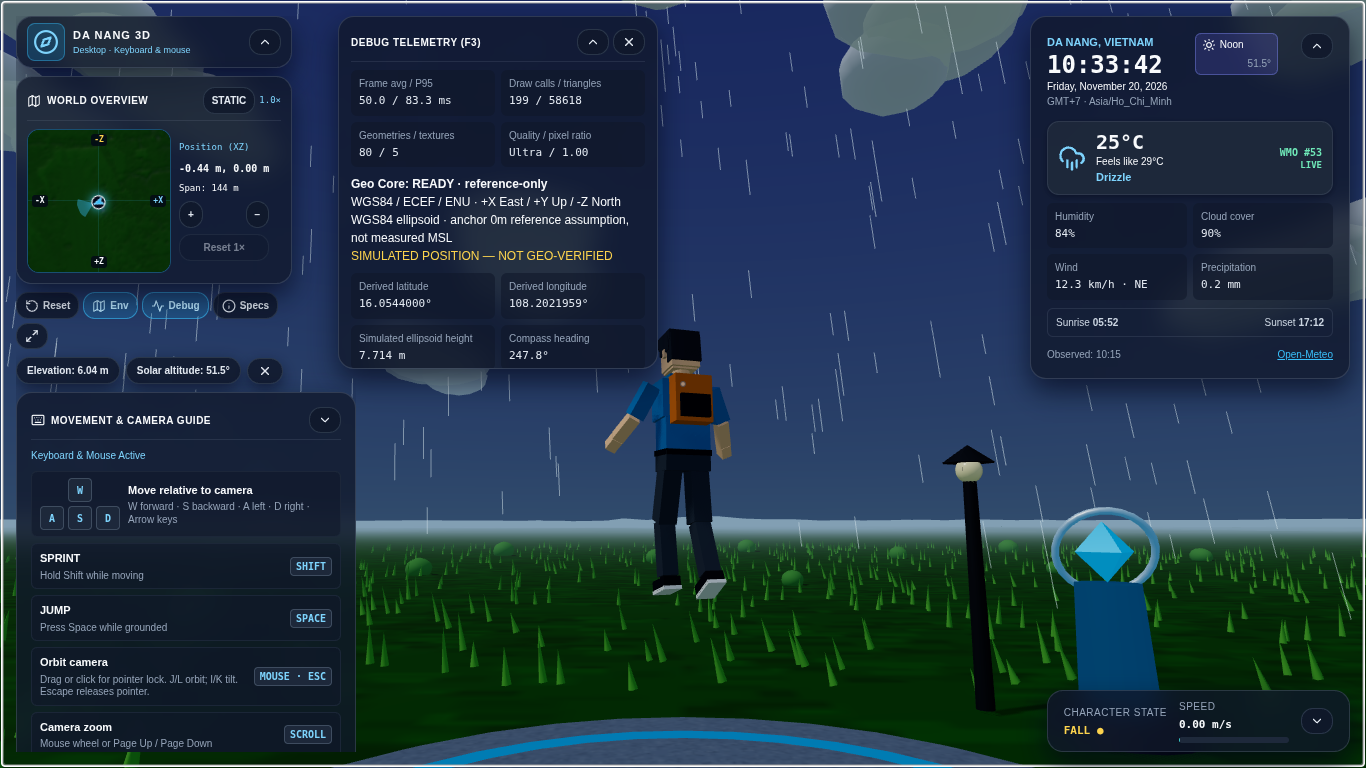 DA NANG 3D
Desktop · Keyboard & mouse
WORLD OVERVIEW
STATIC
1.0×
-Z
-X
+X
+Z
Position (XZ)
-0.44 m, 0.00 m
Span: 144 m
+
−
Reset 1×
Reset
Env
Debug
Specs
Elevation: 6.04 m
Solar altitude: 51.5°
MOVEMENT & CAMERA GUIDE
Keyboard & Mouse Active
W
A
S
D
Move relative to camera
W forward · S backward · A left · D right ·
Arrow keys
SPRINT
Hold Shift while moving
SHIFT
JUMP
Press Space while grounded
SPACE
Orbit camera
Drag or click for pointer lock. J/L orbit; I/K tilt.
Escape releases pointer.
MOUSE · ESC
Camera zoom
Mouse wheel or Page Up / Page Down
SCROLL
DEBUG TELEMETRY (F3)
Frame avg / P95
50.0 / 83.3 ms
Draw calls / triangles
199 / 58618
Geometries / textures
80 / 5
Quality / pixel ratio
Ultra / 1.00
Geo Core: READY · reference-only
WGS84 / ECEF / ENU · +X East / +Y Up / -Z North
WGS84 ellipsoid · anchor 0m reference assumption,
not measured MSL
SIMULATED POSITION — NOT GEO-VERIFIED
Derived latitude
16.0544000°
Derived longitude
108.2021959°
Simulated ellipsoid height
7.714 m
Compass heading
247.8°
DA NANG, VIETNAM
10:33:42
Friday, November 20, 2026
GMT+7 · Asia/Ho_Chi_Minh
Noon
51.5°
25°C
Feels like 29°C
Drizzle
WMO #53
LIVE
Humidity
84%
Cloud cover
90%
Wind
12.3 km/h · NE
Precipitation
0.2 mm
Sunrise 05:52
Sunset 17:12
Observed: 10:15
Open-Meteo
CHARACTER STATE
FALL
SPEED
0.00 m/s